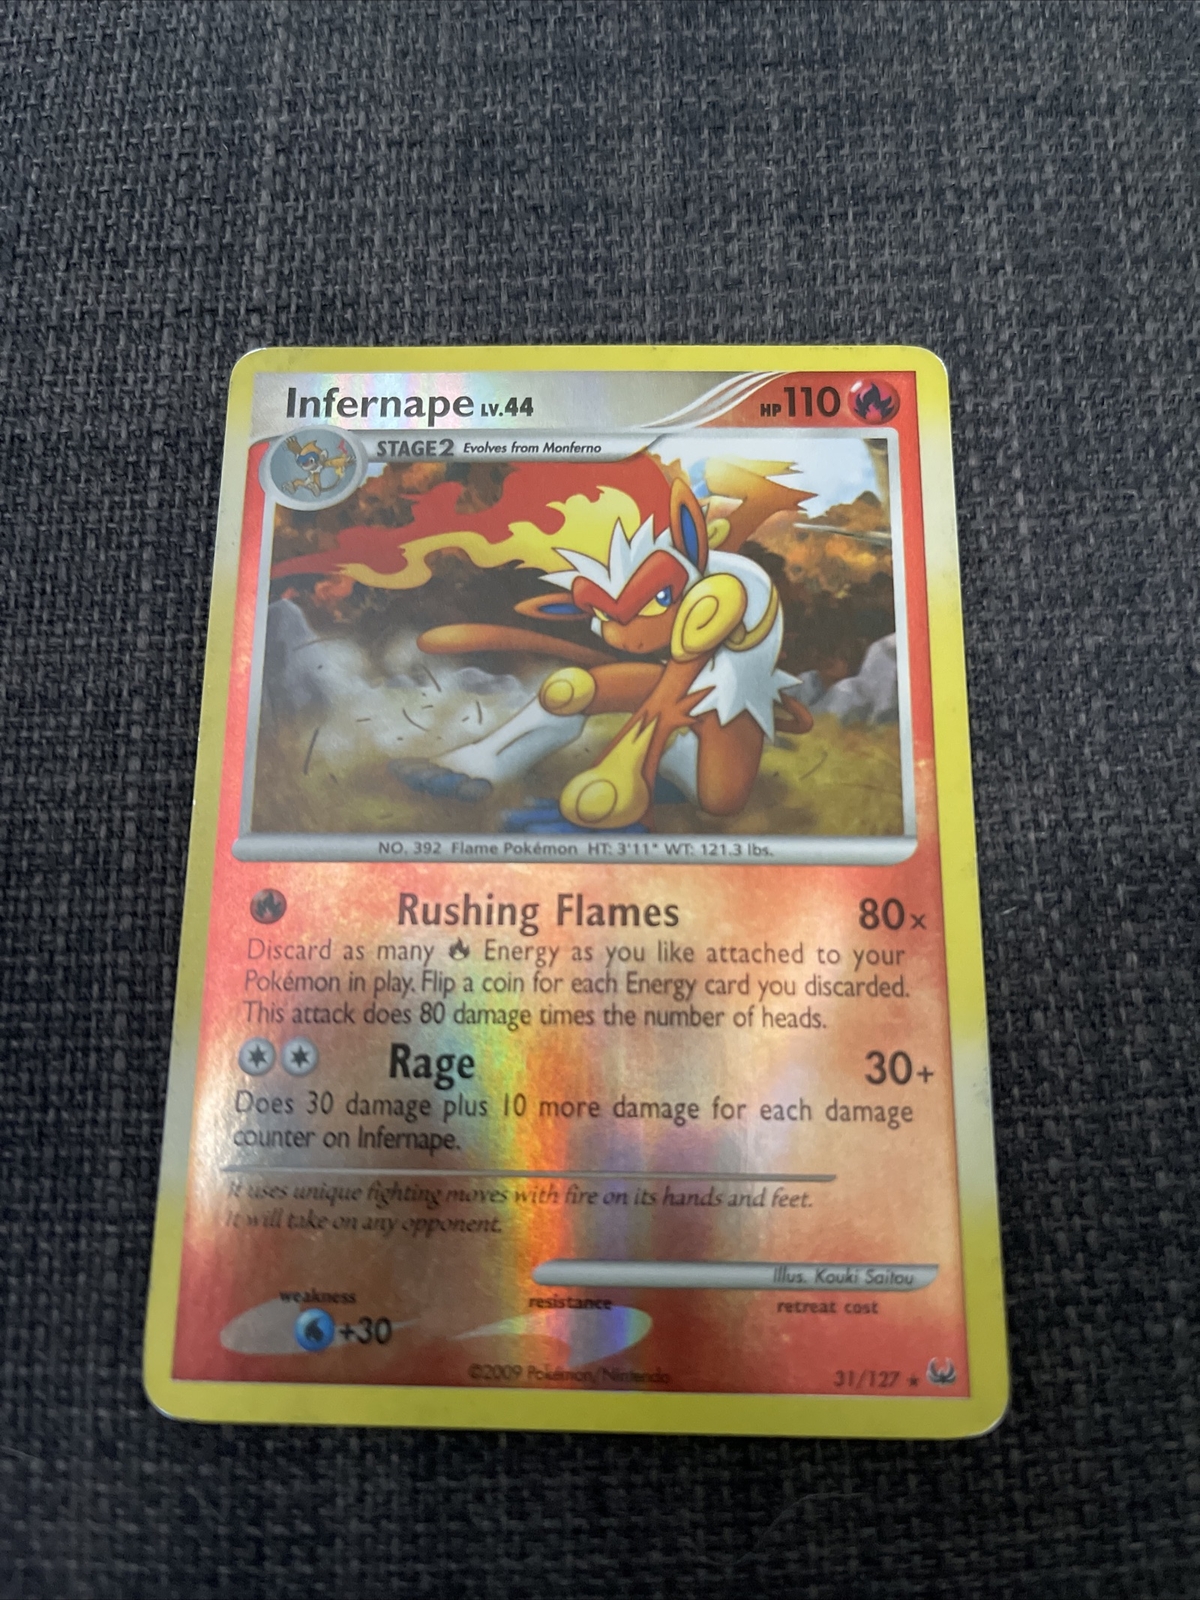 Infernape LV.44 HP 110
STAGE2 Evolves from Monferno
NO. 392 Flame Pokémon HT: 3'11" WT: 121.3 lbs.
Rushing Flames 80x
Discard as many Energy as you like attached to your
Pokémon in play. Flip a coin for each Energy card you discarded.
This attack does 80 damage times the number of heads.
Rage 30+
Does 30 damage plus 10 more damage for each damage
counter on Infernape.
It uses unique fighting moves with fire on its hands and feet.
It will take on any opponent.
Illus. Kouki Saitou
weakness resistance retreat cost
+30
©2009 Pokémon/Nintendo 31/127 ★